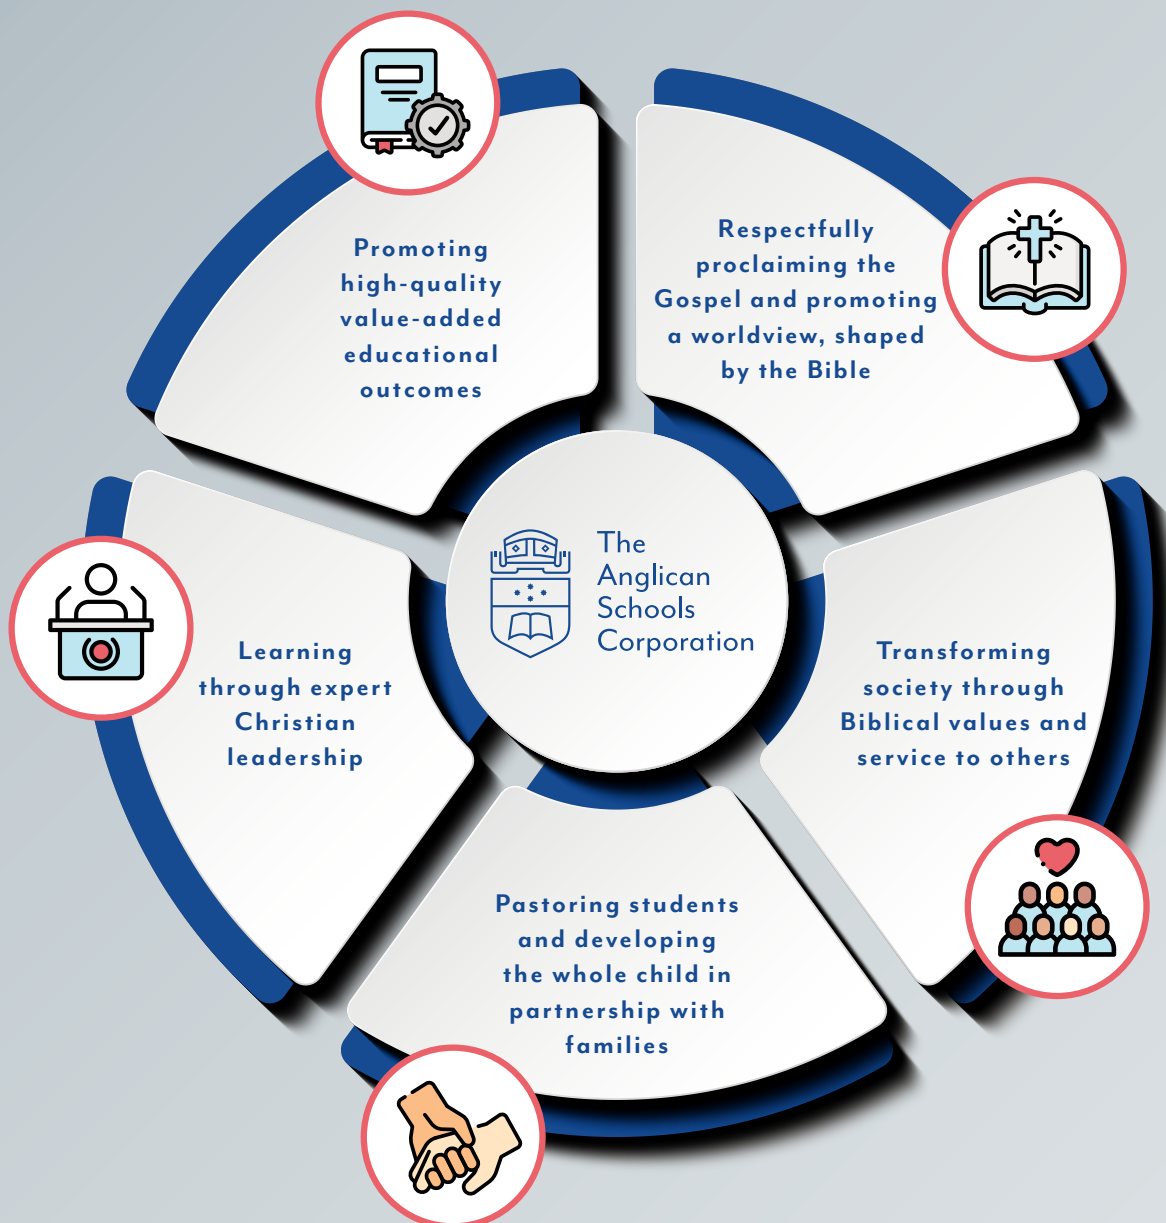 Promoting
high-quality
value-added
educational
outcomes
Respectfully
proclaiming the
Gospel and promoting
a worldview, shaped
by the Bible
The
Anglican
Schools
Corporation
Learning
through expert
Christian
leadership
Transforming
society through
Biblical values and
service to others
Pastoring students
and developing
the whole child in
partnership with
families